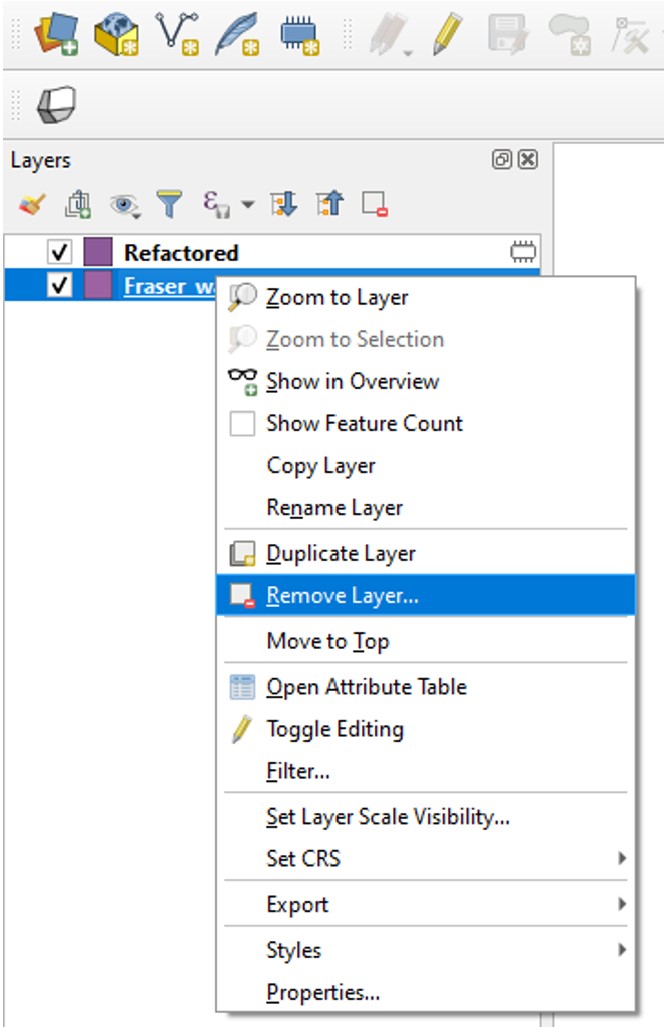 Layers
Refactored
Fraser
Zoom to Layer
Zoom to Selection
Show in Overview
Show Feature Count
Copy Layer
Rename Layer
Duplicate Layer
Remove Layer...
Move to Top
Open Attribute Table
Toggle Editing
Filter...
Set Layer Scale Visibility...
Set CRS
Export
Styles
Properties...